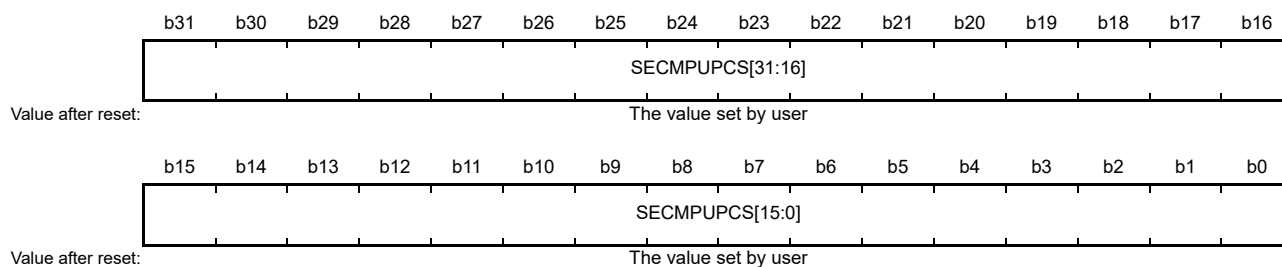 b31 b30 b29 b28 b27 b26 b25 b24 b23 b22 b21 b20 b19 b18 b17 b16
SECMPUPCS[31:16]
Value after reset: The value set by user
b15 b14 b13 b12 b11 b10 b9 b8 b7 b6 b5 b4 b3 b2 b1 b0
SECMPUPCS[15:0]
Value after reset: The value set by user